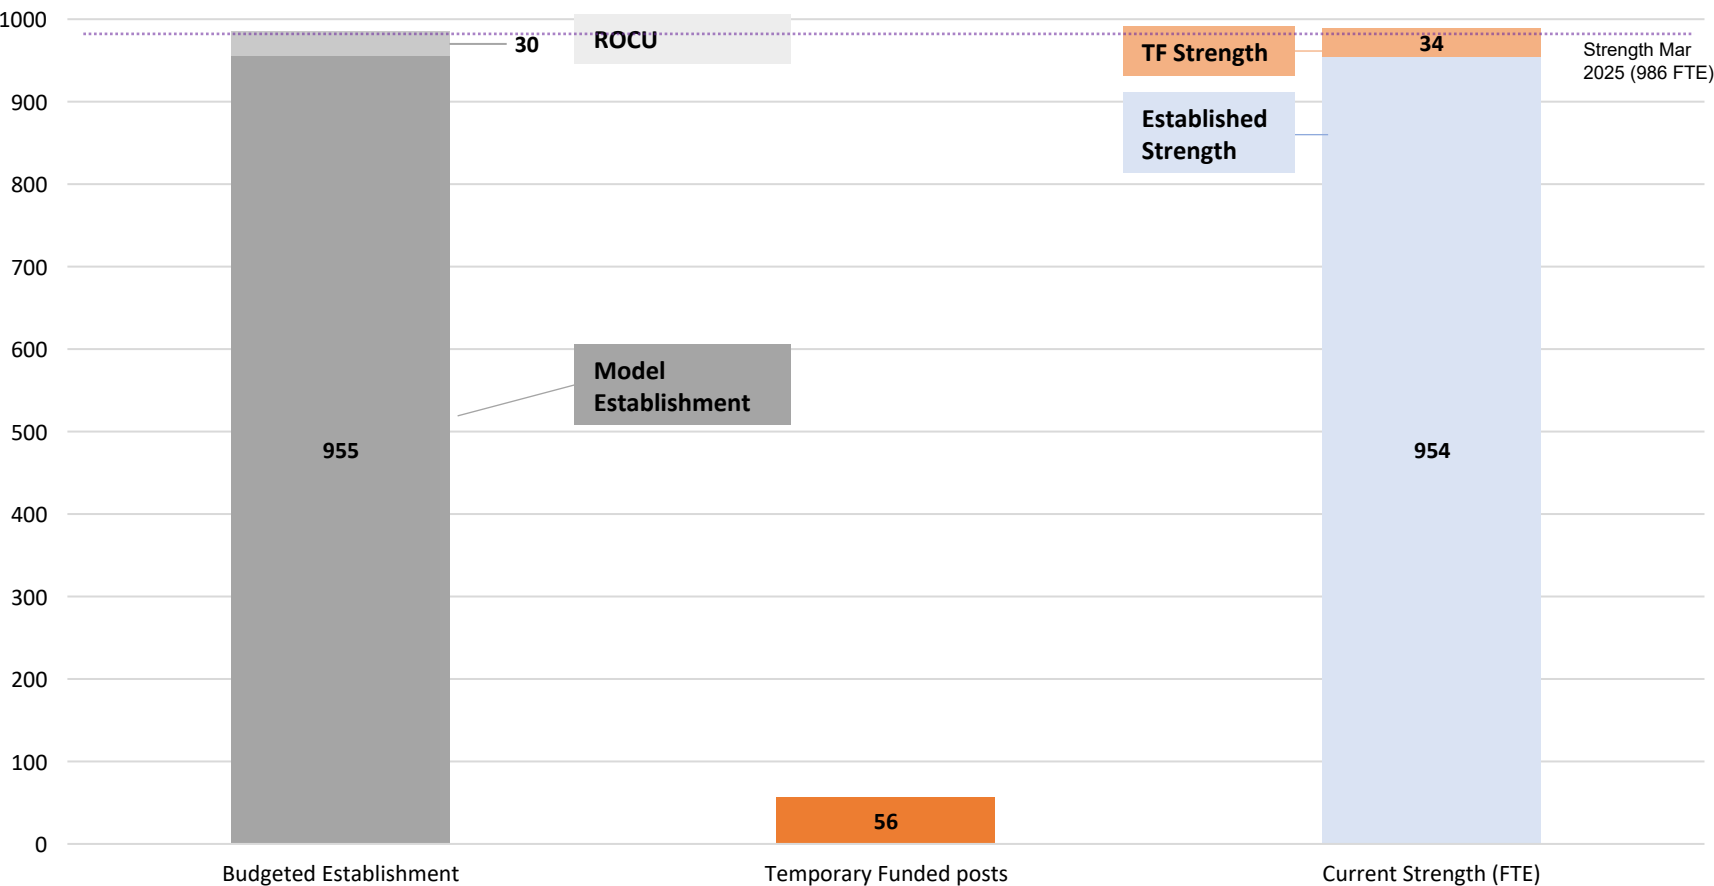 1000
900
800
700
600
500
400
300
200
100
0
30
ROCU
Model
Establishment
955
56
TF Strength
Established
Strength
34
954
Strength Mar
2025 (986 FTE)
Budgeted Establishment
Temporary Funded posts
Current Strength (FTE)